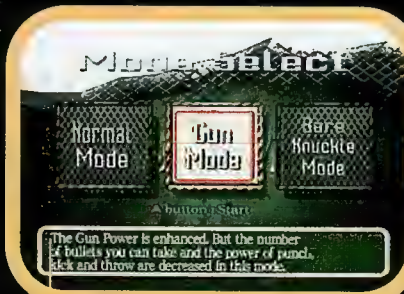 Mode Select
Normal Mode
Gun Mode
Bare Knuckle Mode
A button : Start
The Gun Power is enhanced. But the number
of bullets you can take and the power of punch,
kick and throw are decreased in this mode.